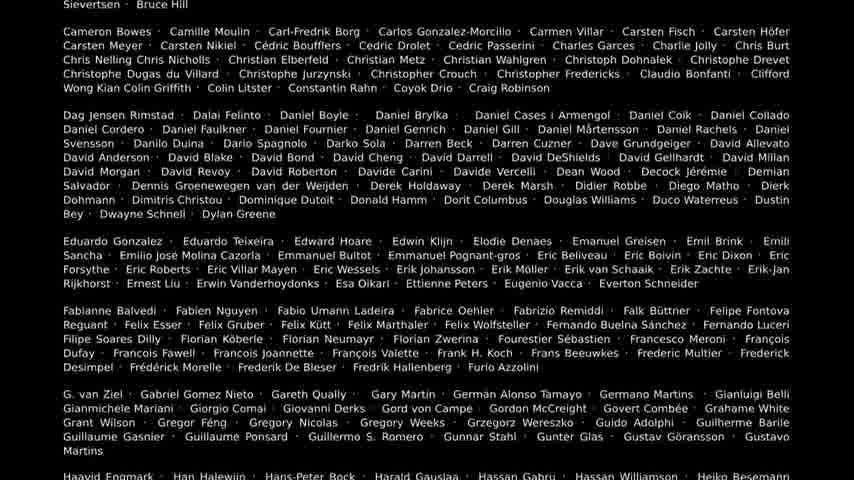 Sievertsen · Bruce Hill
Cameron Bowes · Camille Moulin · Carl-Fredrik Borg · Carlos Gonzalez-Morcillo · Carmen Villar · Carsten Fisch · Carsten Höfer
Carsten Meyer · Carsten Nikiel · Cédric Boufflers · Cedric Drolet · Cedric Passerini · Charles Garces · Charlie Jolly · Chris Burt
Chris Nelling Chris Nicholls · Christian Elberfeld · Christian Metz · Christian Wahlgren · Christoph Dohnalek · Christophe Drevet
Christophe Dugas du Villard · Christophe Jurzynski · Christopher Crouch · Christopher Fredericks · Claudio Bonfanti · Clifford
Wong Kian Colin Griffith · Colin Litster · Constantin Rahn · Coyok Drio · Craig Robinson
Dag Jensen Rimstad · Dalai Felinto · Daniel Boyle · Daniel Brylka · Daniel Cases i Armengol · Daniel Coik · Daniel Collado
Daniel Cordero · Daniel Faulkner · Daniel Fournier · Daniel Genrich · Daniel Gill · Daniel Mårtensson · Daniel Rachels · Daniel
Svensson · Danilo Duina · Dario Spagnolo · Darko Sola · Darren Beck · Darren Cuzner · Dave Grundgeiger · David Allevato
David Anderson · David Blake · David Bond · David Cheng · David Darrell · David DeShields · David Gellhardt · David Millan
David Morgan · David Revoy · David Roberton · Davide Carini · Davide Vercelli · Dean Wood · Decock Jérémie · Demian
Salvador · Dennis Groenewegen van der Weijden · Derek Holdaway · Derek Marsh · Didier Robbe · Diego Matho · Dierk
Dohmann · Dimitris Christou · Dominique Dutoit · Donald Hamm · Dorit Columbus · Douglas Williams · Duco Waterreus · Dustin
Bey · Dwayne Schnell · Dylan Greene
Eduardo Gonzalez · Eduardo Teixeira · Edward Hoare · Edwin Klijn · Elodie Denaes · Emanuel Greisen · Emil Brink · Emili
Sancha · Emilio José Molina Cazorla · Emmanuel Bultot · Emmanuel Pognant-gros · Eric Beliveau · Eric Boivin · Eric Dixon · Eric
Forsythe · Eric Roberts · Eric Villar Mayen · Eric Wessels · Erik Johansson · Erik Möller · Erik van Schaaik · Erik Zachte · Erik-Jan
Rijkhorst · Ernest Liu · Erwin Vanderhoydonks · Esa Oikari · Ettienne Peters · Eugenio Vacca · Everton Schneider
Fabianne Balvedi · Fabien Nguyen · Fabio Umann Ladeira · Fabrice Oehler · Fabrizio Remiddi · Falk Büttner · Felipe Fontova
Reguant · Felix Esser · Felix Gruber · Felix Kütt · Felix Marthaler · Felix Wolfsteller · Fernando Buelna Sánchez · Fernando Luceri
Filipe Soares Dilly · Florian Köberle · Florian Neumayr · Florian Zwerina · Fourestier Sébastien · Francesco Meroni · François
Dufay · Francois Fawell · Francois Joannette · François Valette · Frank H. Koch · Frans Beeuwkes · Frederic Multier · Frederick
Desimpel · Frédérick Morelle · Frederik De Bleser · Fredrik Hallenberg · Furio Azzolini
G. van Ziel · Gabriel Gomez Nieto · Gareth Qually · Gary Martin · Germán Alonso Tamayo · Germano Martins · Gianluigi Belli
Gianmichele Mariani · Giorgio Comai · Giovanni Derks · Gord von Campe · Gordon McCreight · Govert Combée · Grahame White
Grant Wilson · Gregor Féng · Gregory Nicolas · Gregory Weeks · Grzegorz Wereszko · Guido Adolphi · Guilherme Barile
Guillaume Gasnier · Guillaume Ponsard · Guillermo S. Romero · Gunnar Stahl · Gunter Glas · Gustav Göransson · Gustavo
Martins
Haavid Engmark · Han Halewijn · Hans-Peter Bock · Harald Gauslaa · Hassan Gabru · Hassan Williamson · Heiko Besemann